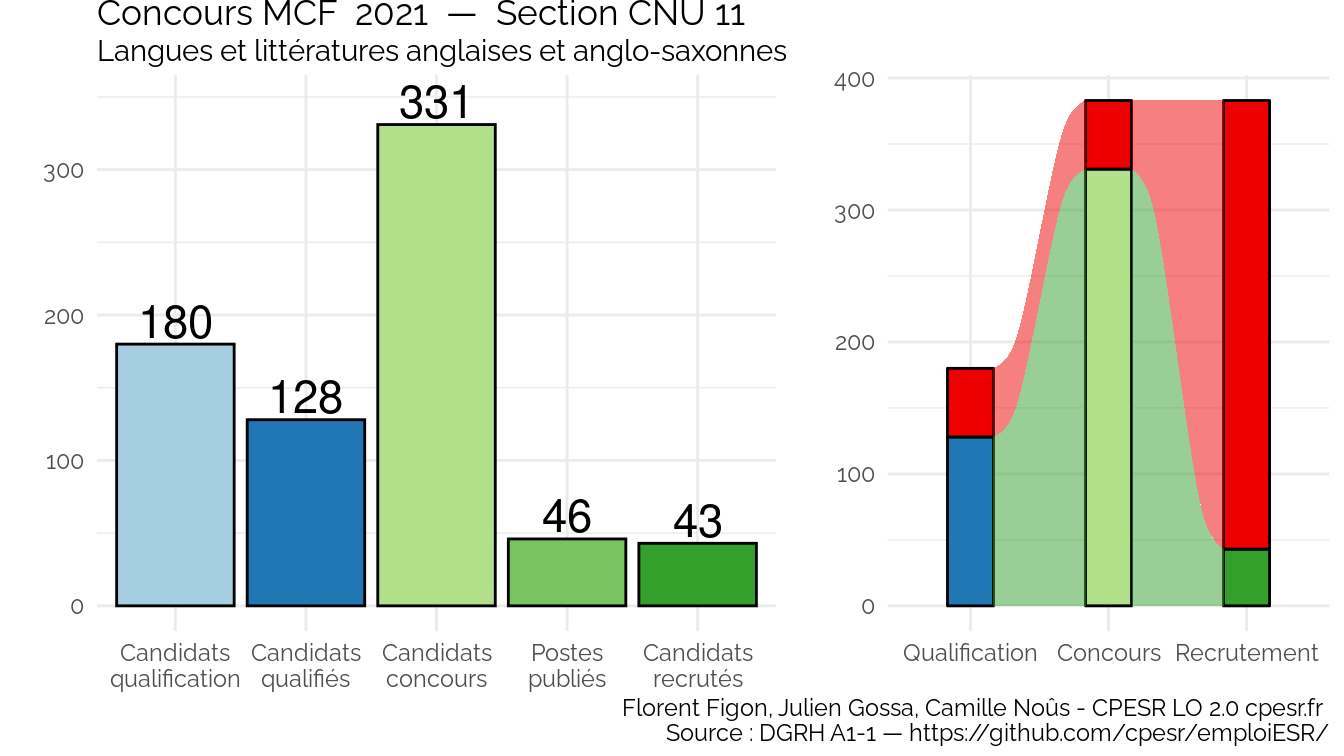 Concours MCF 2021 — Section CNU 11
Langues et littératures anglaises et anglo-saxonnes
300
200
100
0
180
128
331
46
43
Candidats qualification
Candidats qualifiés
Candidats concours
Postes publiés
Candidats recrutés
400
300
200
100
0
Qualification
Concours
Recrutement
Florent Figon, Julien Gossa, Camille Noûs - CPESR LO 2.0 cpesr.fr
Source : DGRH A1-1 — https://github.com/cpesr/emploiESR/